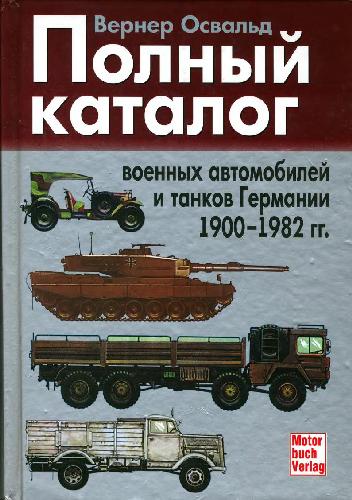 Вернер Освальд
Полный
каталог
военных автомобилей
и танков Германии
1900-1982 гг.
Motor
buch
Verlag